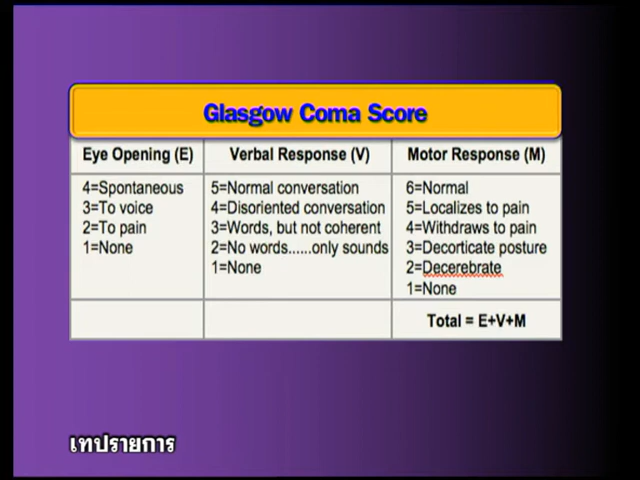 Glasgow Coma Score
Eye Opening (E)
4=Spontaneous
3=To voice
2=To pain
1=None
Verbal Response (V)
5=Normal conversation
4=Disoriented conversation
3=Words, but not coherent
2=No words......only sounds
1=None
Motor Response (M)
6=Normal
5=Localizes to pain
4=Withdraws to pain
3=Decorticate posture
2=Decerebrate
1=None
Total = E+V+M
เทปรายการ